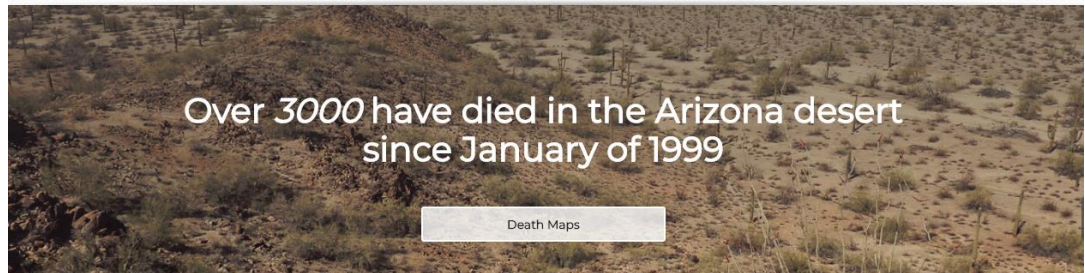 Over 3000 have died in the Arizona desert
since January of 1999
Death Maps